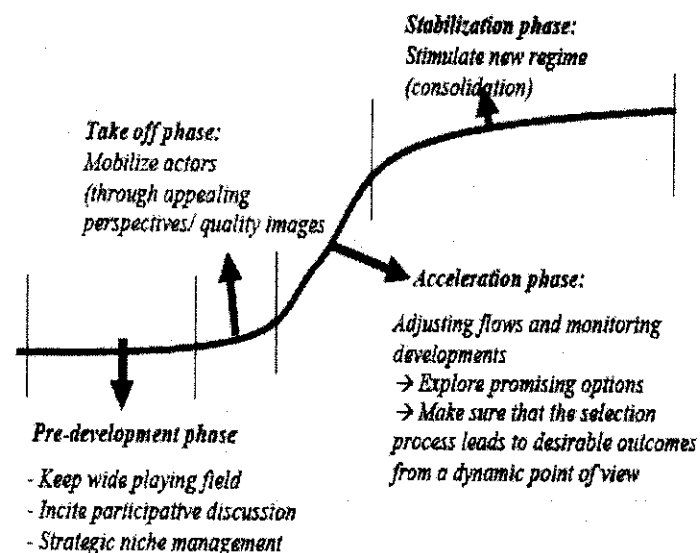 Stabilization phase:
Stimulate new regime
(consolidation)
Take off phase:
Mobilize actors
(through appealing
perspectives/ quality images
Acceleration phase:
Adjusting flows and monitoring
developments
→ Explore promising options
→ Make sure that the selection
process leads to desirable outcomes
from a dynamic point of view
Pre-development phase
- Keep wide playing field
- Incite participative discussion
- Strategic niche management